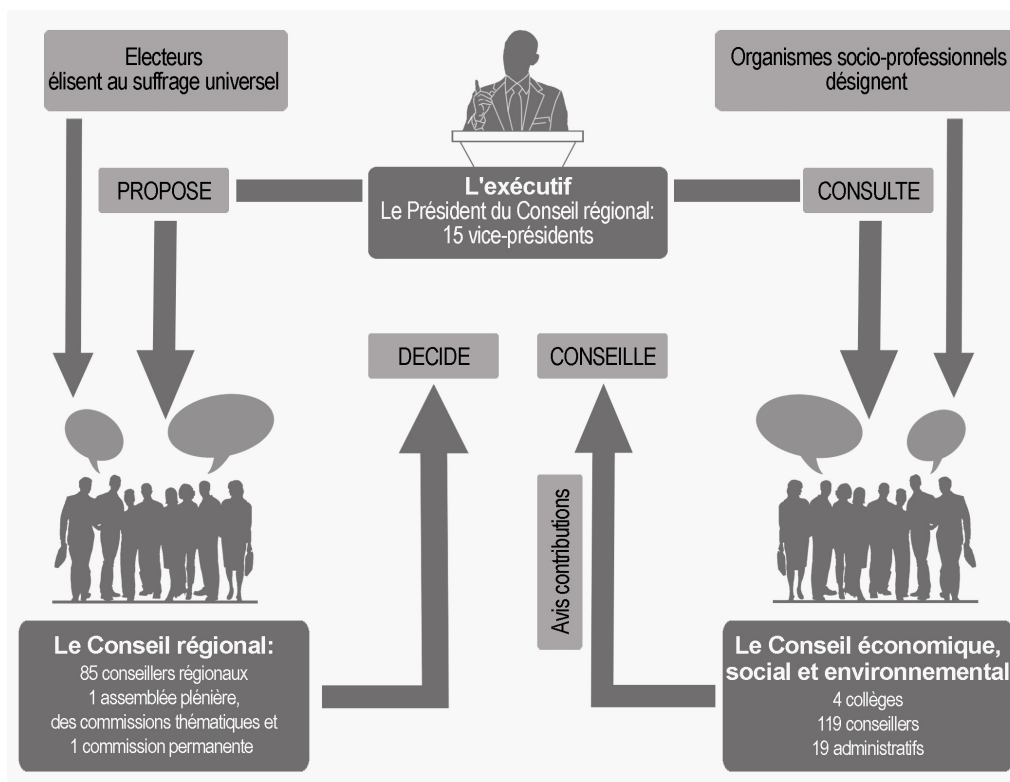 Electeurs
élisent au suffrage universel
Organismes socio-professionnels
désignent
PROPOSE
L'exécutif
Le Président du Conseil régional:
15 vice-présidents
CONSULTE
DECIDE
CONSEILLE
Avis contributions
Le Conseil régional:
85 conseillers régionaux
1 assemblée plénière,
des commissions thématiques et
1 commission permanente
Le Conseil économique,
social et environnemental
4 collèges
119 conseillers
19 administratifs